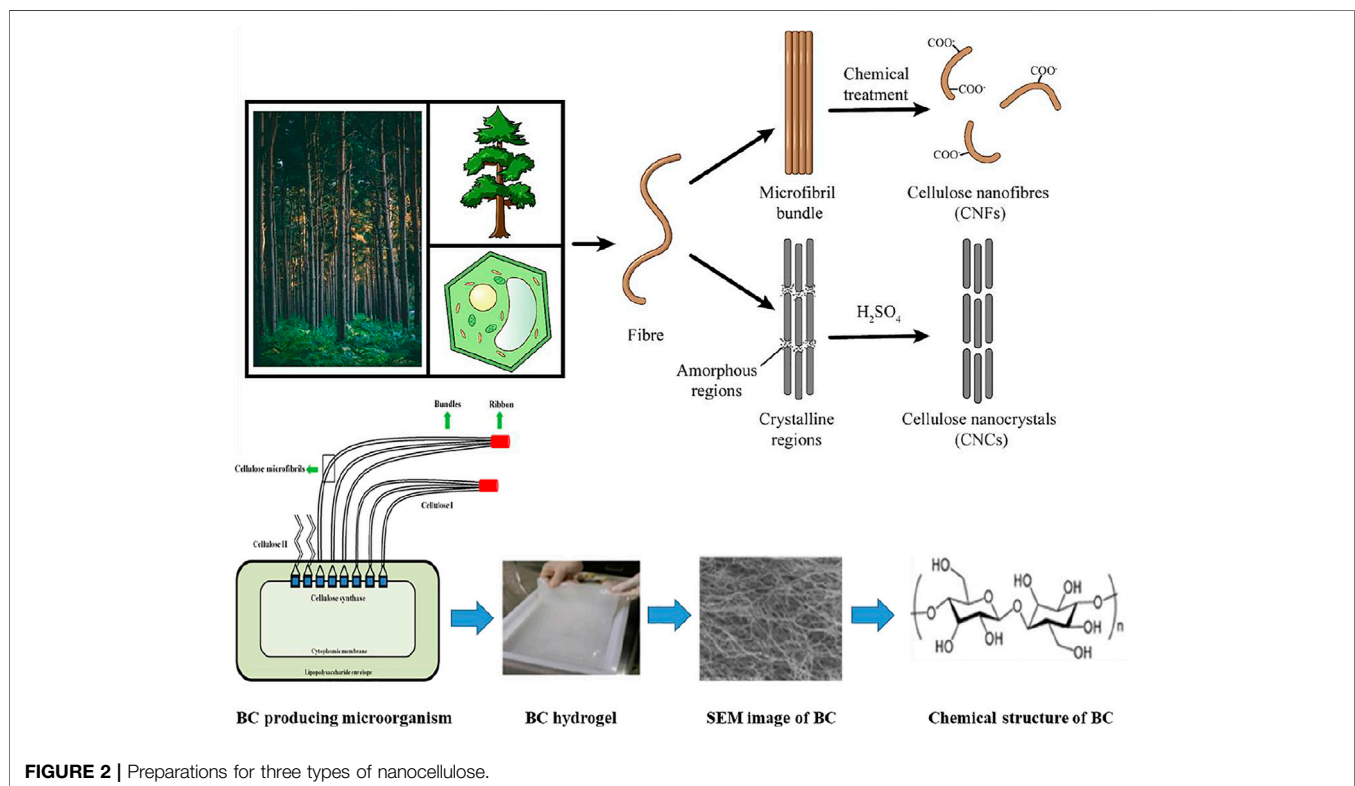 COO-
Chemical
treatment
COO-
COO-
COO-
Microfibril
bundle
Cellulose nanofibres
(CNFs)
Fibre
H2SO4
Amorphous
regions
Crystalline
regions
Cellulose nanocrystals
(CNCs)
Bundles
Ribbon
Cellulose microfibrils
Cellulose I
Cellulose II
Cellulose synthase
Cytoplasmic membrane
Lipopolysaccharide envelope
HO
O
O
HO
OH
O
OH
HO
O
OH
O
OH
n
BC producing microorganism
BC hydrogel
SEM image of BC
Chemical structure of BC
FIGURE 2 | Preparations for three types of nanocellulose.